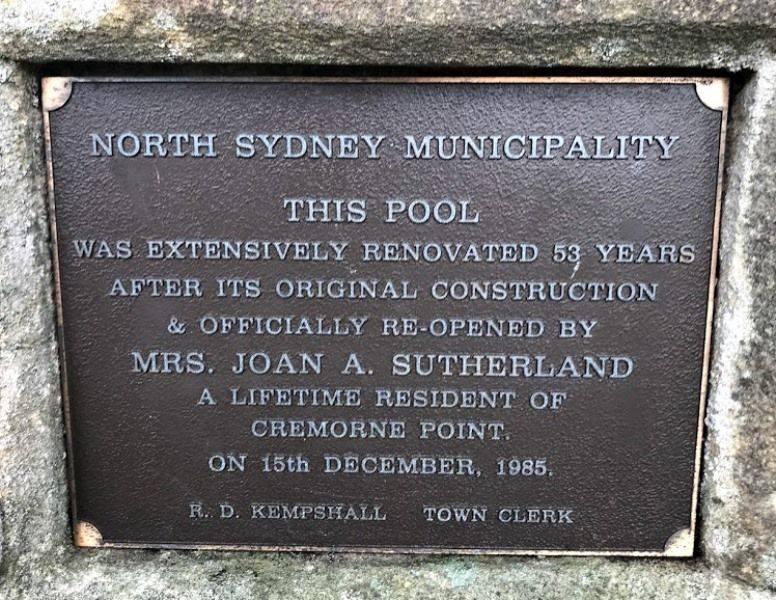 NORTH SYDNEY MUNICIPALITY
THIS POOL
WAS EXTENSIVELY RENOVATED 53 YEARS
AFTER ITS ORIGINAL CONSTRUCTION
& OFFICIALLY RE-OPENED BY
MRS. JOAN A. SUTHERLAND
A LIFETIME RESIDENT OF
CREMORNE POINT.
ON 15th DECEMBER, 1985.
R. D. KEMPSHALL TOWN CLERK